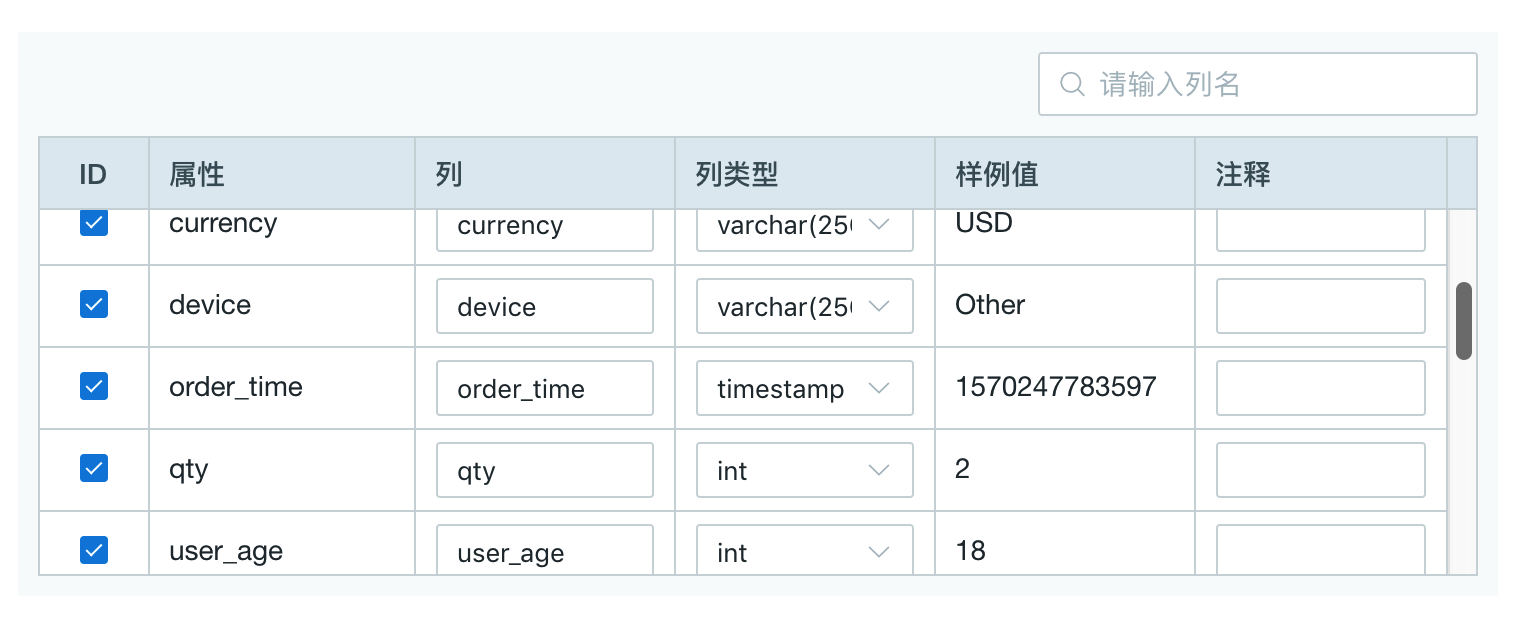 请输入列名
ID 属性 列 列类型 样例值 注释
currency currency varchar(25 USD
device device varchar(25 Other
order_time order_time timestamp 1570247783597
qty qty int 2
user_age user_age int 18